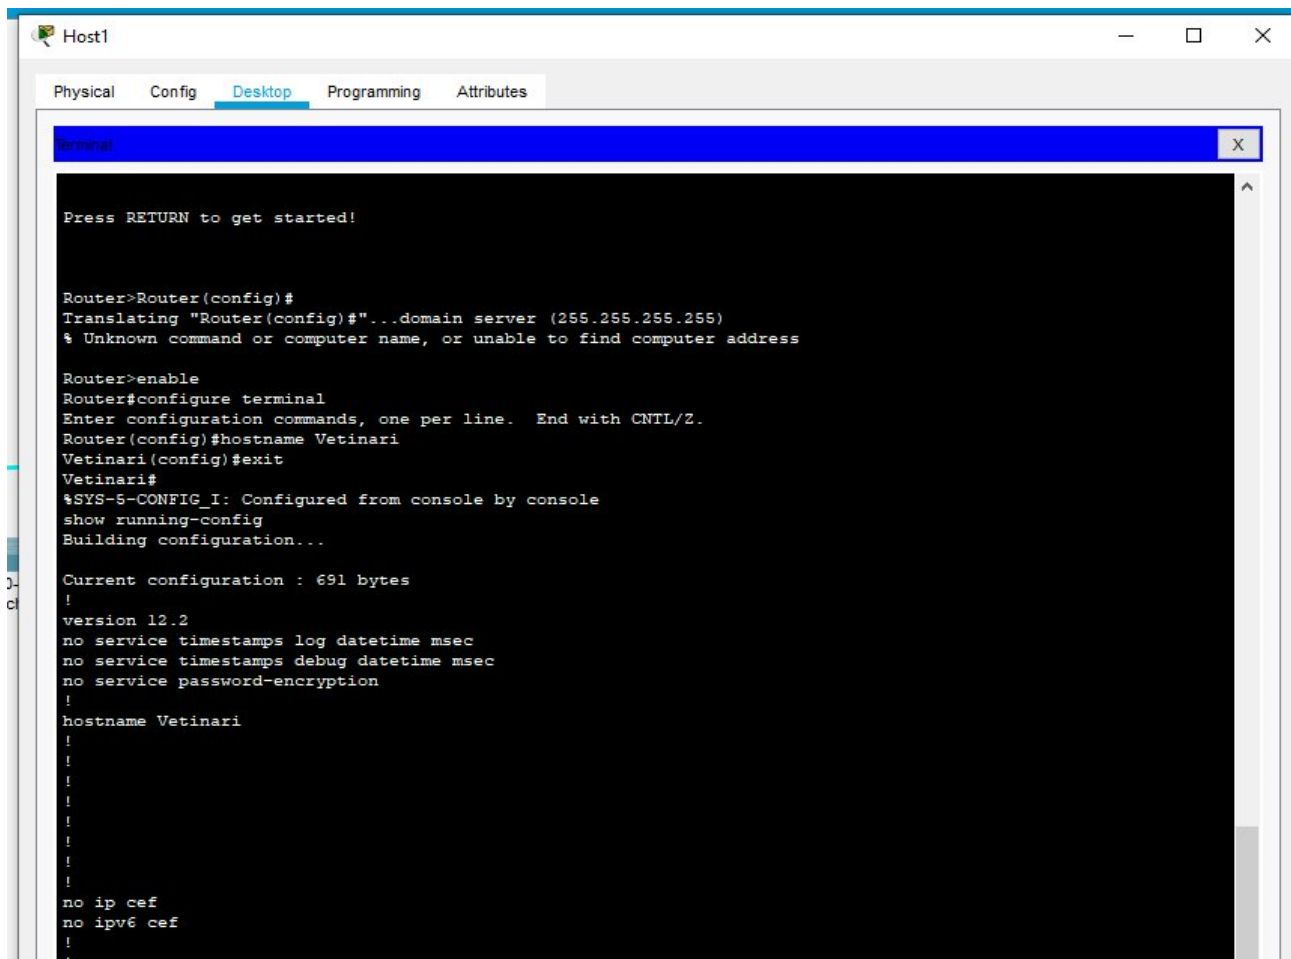 Host1
Physical Config Desktop Programming Attributes
Terminal X
Press RETURN to get started!
Router>Router(config)#
Translating "Router(config)#"...domain server (255.255.255.255)
% Unknown command or computer name, or unable to find computer address
Router>enable
Router#configure terminal
Enter configuration commands, one per line.  End with CNTL/Z.
Router(config)#hostname Vetinari
Vetinari(config)#exit
Vetinari#
%SYS-5-CONFIG_I: Configured from console by console
show running-config
Building configuration...
Current configuration : 691 bytes
!
version 12.2
no service timestamps log datetime msec
no service timestamps debug datetime msec
no service password-encryption
!
hostname Vetinari
!
!
!
!
!
!
!
!
no ip cef
no ipv6 cef
!